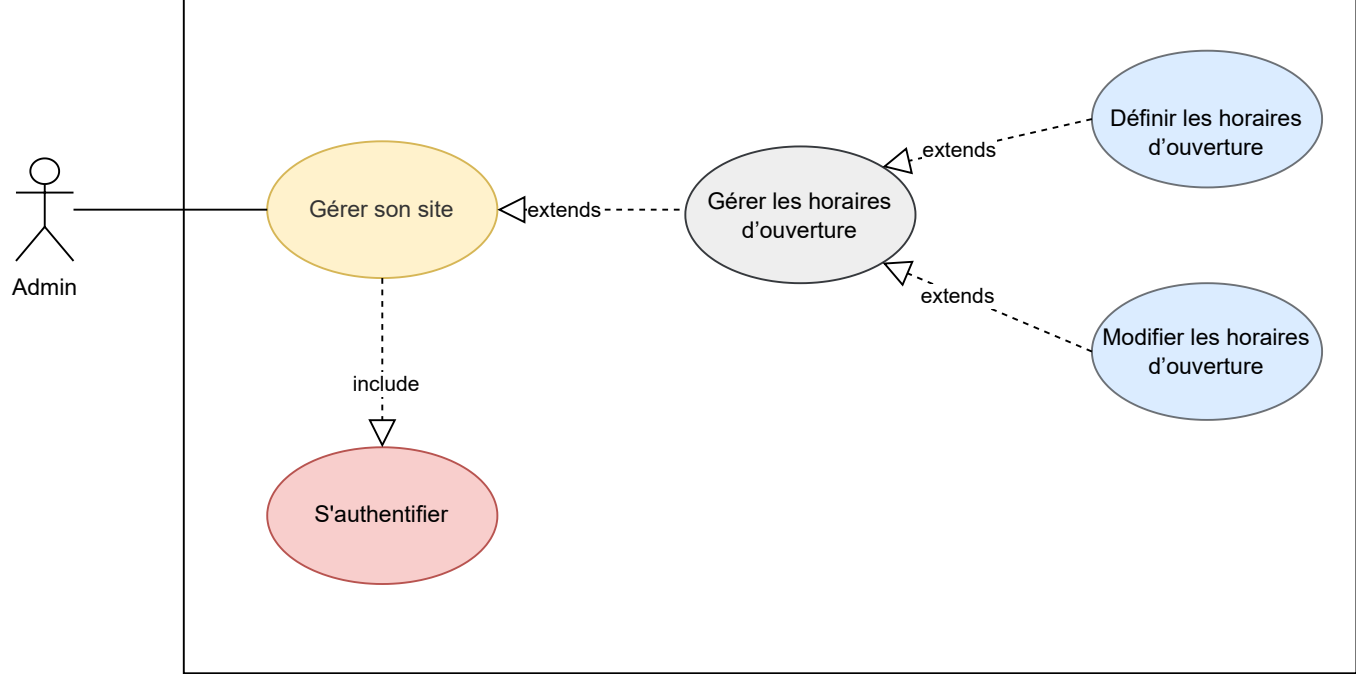 Admin
Gérer son site
extends
Gérer les horaires
d’ouverture
extends
Définir les horaires
d’ouverture
extends
Modifier les horaires
d’ouverture
include
S'authentifier